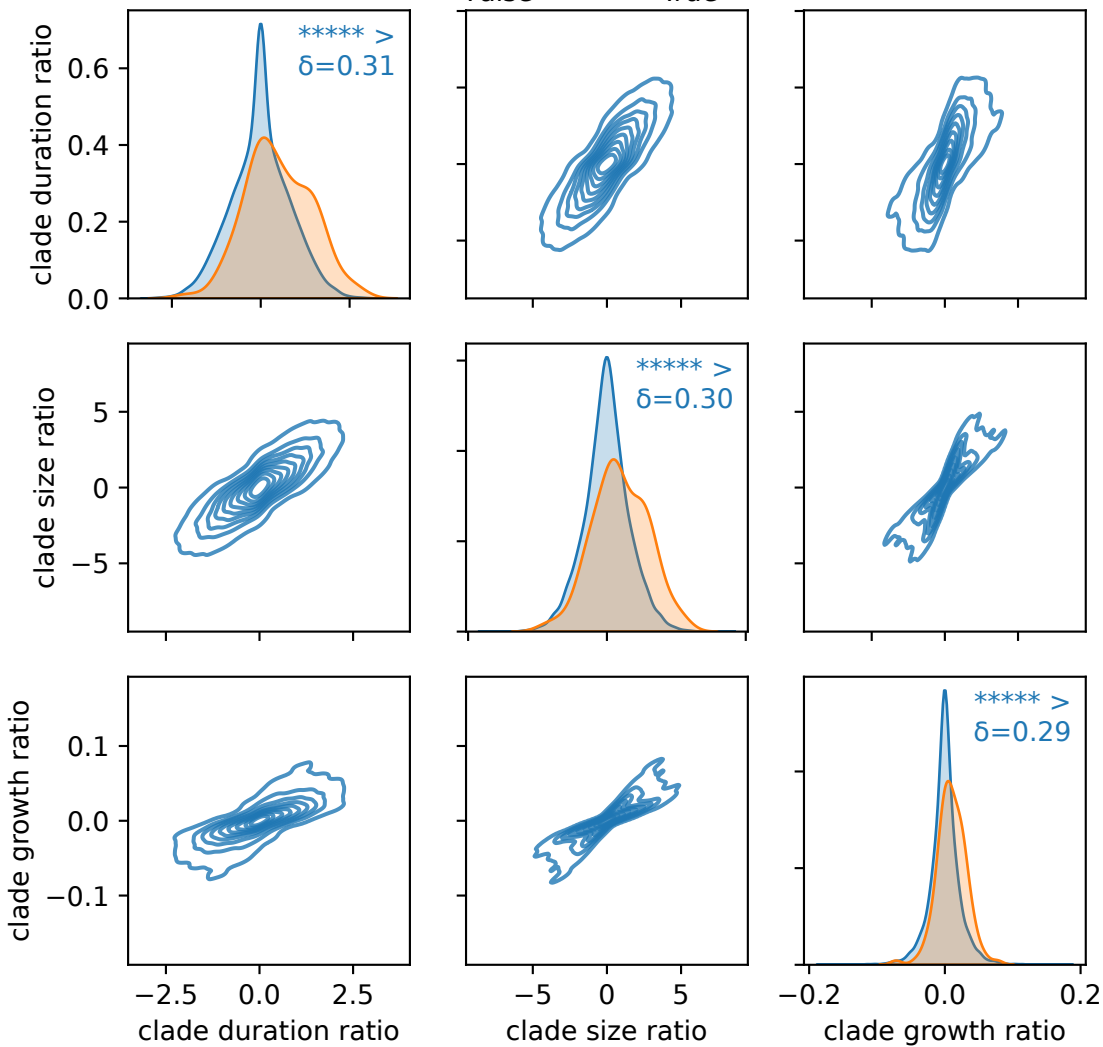 clade duration ratio
0.6
0.4
0.2
0.0
***** >
δ=0.31
clade size ratio
5
0
−5
***** >
δ=0.30
clade growth ratio
0.1
0.0
−0.1
***** >
δ=0.29
−2.5 0.0 2.5
−5 0 5
−0.2 0.0 0.2
clade duration ratio
clade size ratio
clade growth ratio